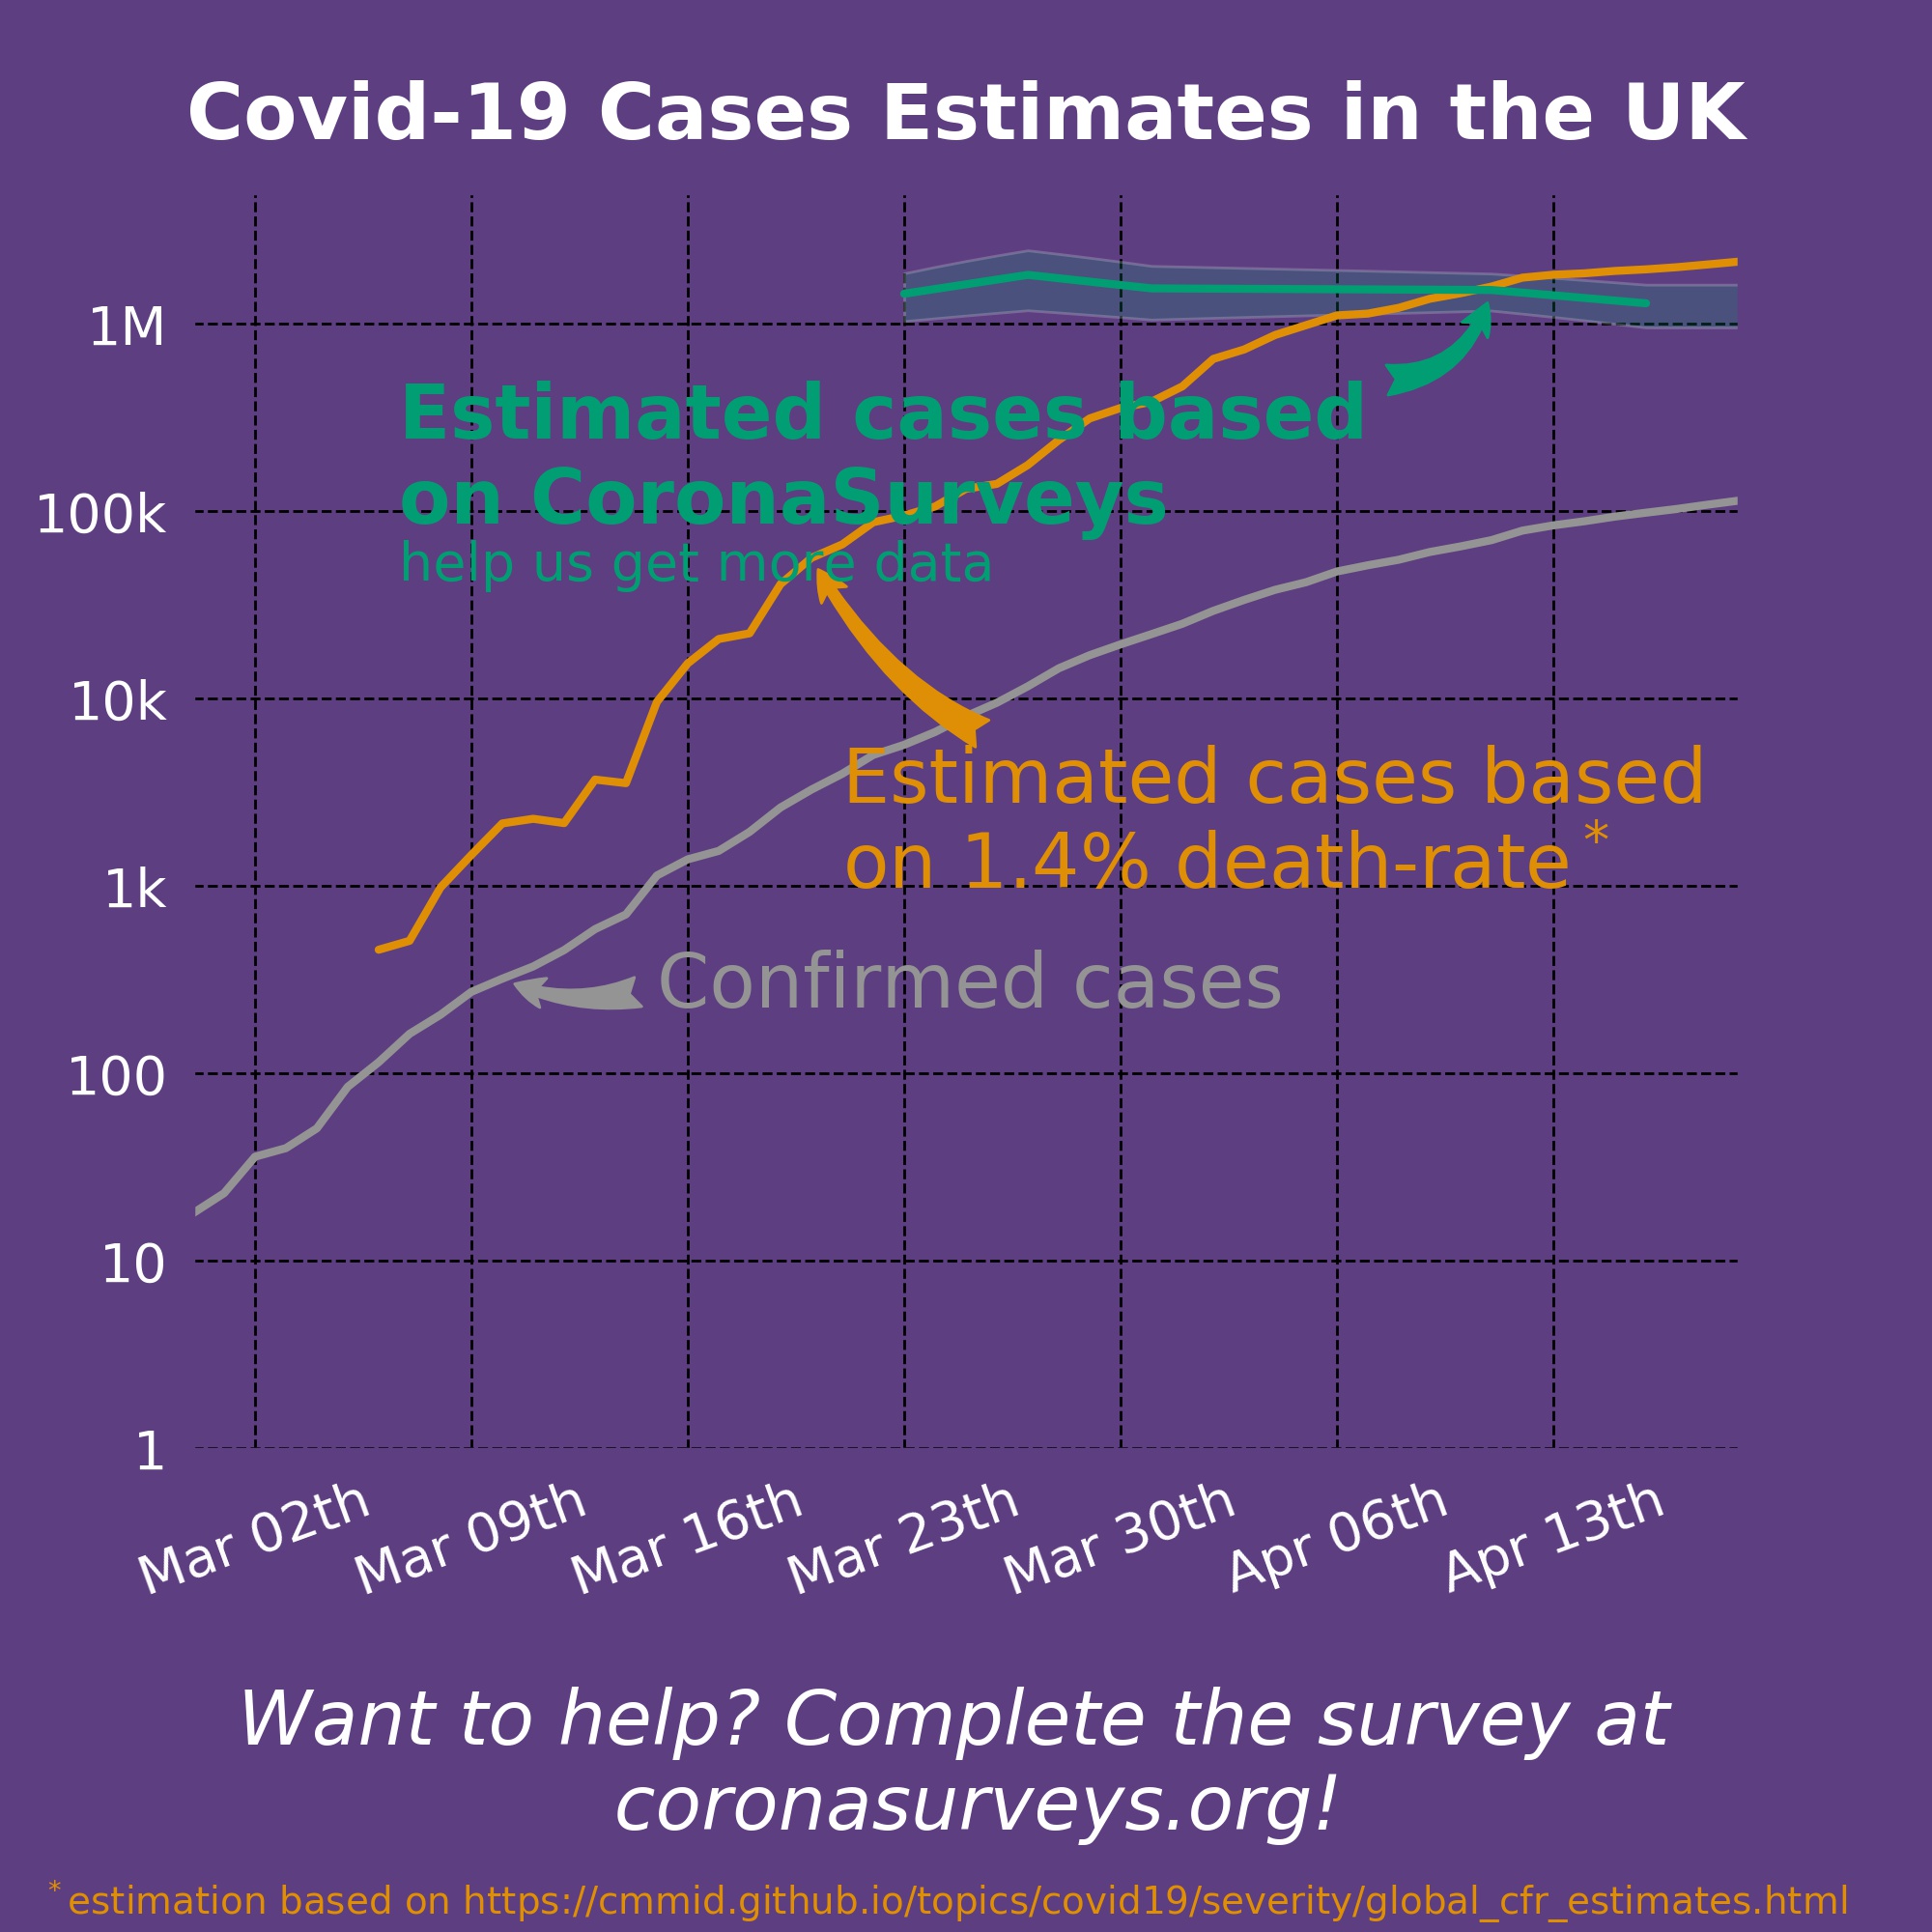 Covid-19 Cases Estimates in the UK
1M
100k
10k
1k
100
10
1
Estimated cases based
on CoronaSurveys
help us get more data
Estimated cases based
on 1.4% death-rate*
Confirmed cases
Mar 02th
Mar 09th
Mar 16th
Mar 23th
Mar 30th
Apr 06th
Apr 13th
Want to help? Complete the survey at
coronasurveys.org!
*estimation based on https://cmmid.github.io/topics/covid19/severity/global_cfr_estimates.html